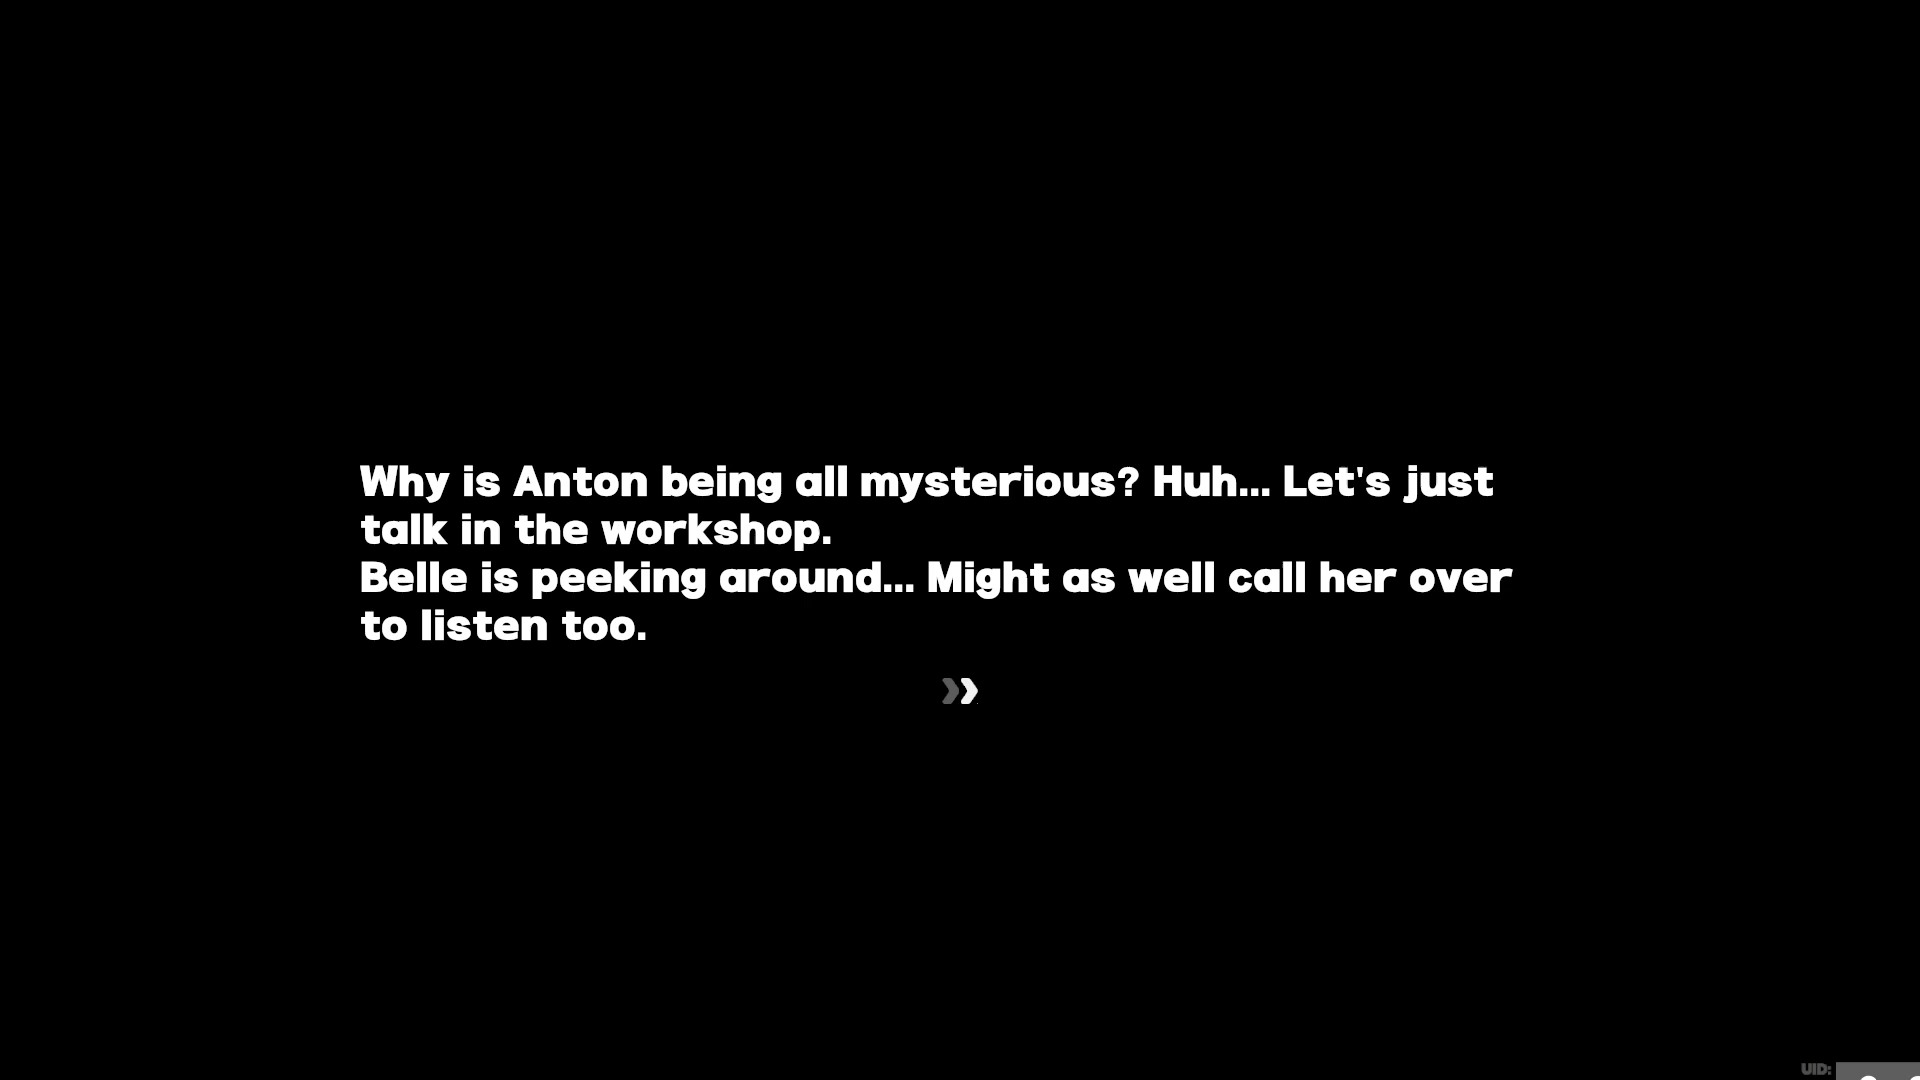 Why is Anton being all mysterious? Huh... Let's just
talk in the workshop.
Belle is peeking around... Might as well call her over
to listen too.
UID: